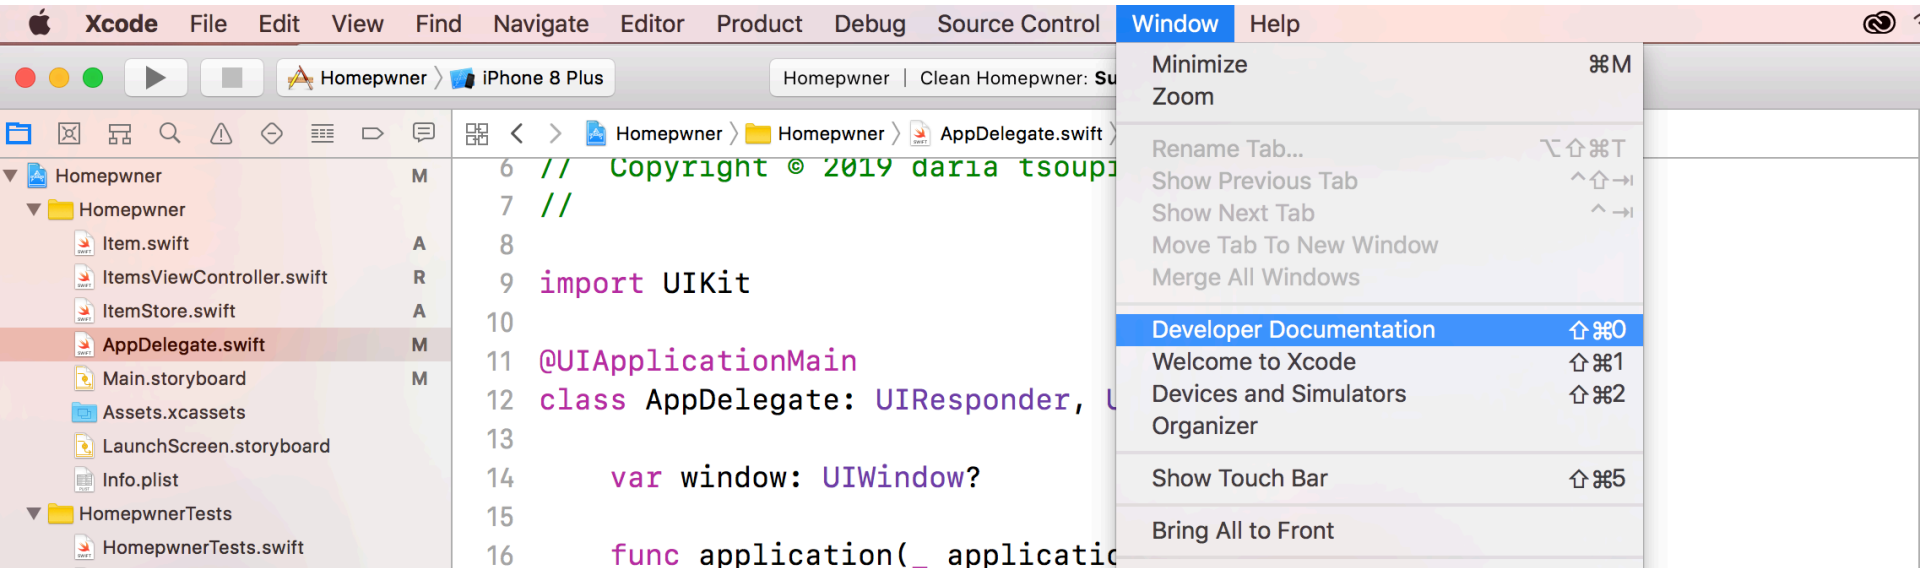 Xcode File Edit View Find Navigate Editor Product Debug Source Control Window Help
Homepwner iPhone 8 Plus
Homepwner | Clean Homepwner: Su
Homepwner Homepwner AppDelegate.swift
Homepwner M
Homepwner
Item.swift A
ItemsViewController.swift R
ItemStore.swift A
AppDelegate.swift M
Main.storyboard M
Assets.xcassets
LaunchScreen.storyboard
Info.plist
HomepwnerTests
HomepwnerTests.swift
6 // Copyright © 2019 daria tsoupi
7 //
8
9 import UIKit
10
11 @UIApplicationMain
12 class AppDelegate: UIResponder, U
13
14 var window: UIWindow?
15
16 func application(_ applicatio
Minimize ⌘M
Zoom
Rename Tab... ⌥⇧⌘T
Show Previous Tab ^⇧⇥
Show Next Tab ^⇥
Move Tab To New Window
Merge All Windows
Developer Documentation ⇧⌘0
Welcome to Xcode ⇧⌘1
Devices and Simulators ⇧⌘2
Organizer
Show Touch Bar ⇧⌘5
Bring All to Front